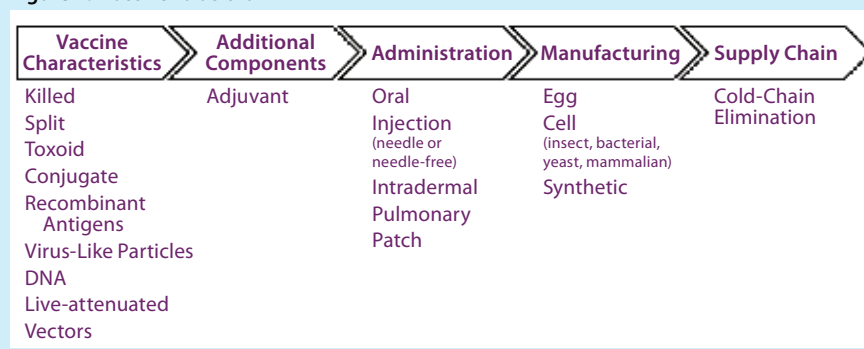 Vaccine
Characteristics
Additional
Components
Administration
Manufacturing
Supply Chain
Killed
Split
Toxoid
Conjugate
Recombinant
Antigens
Virus-Like Particles
DNA
Live-attenuated
Vectors
Adjuvant
Oral
Injection
(needle or
needle-free)
Intradermal
Pulmonary
Patch
Egg
Cell
(insect, bacterial,
yeast, mammalian)
Synthetic
Cold-Chain
Elimination